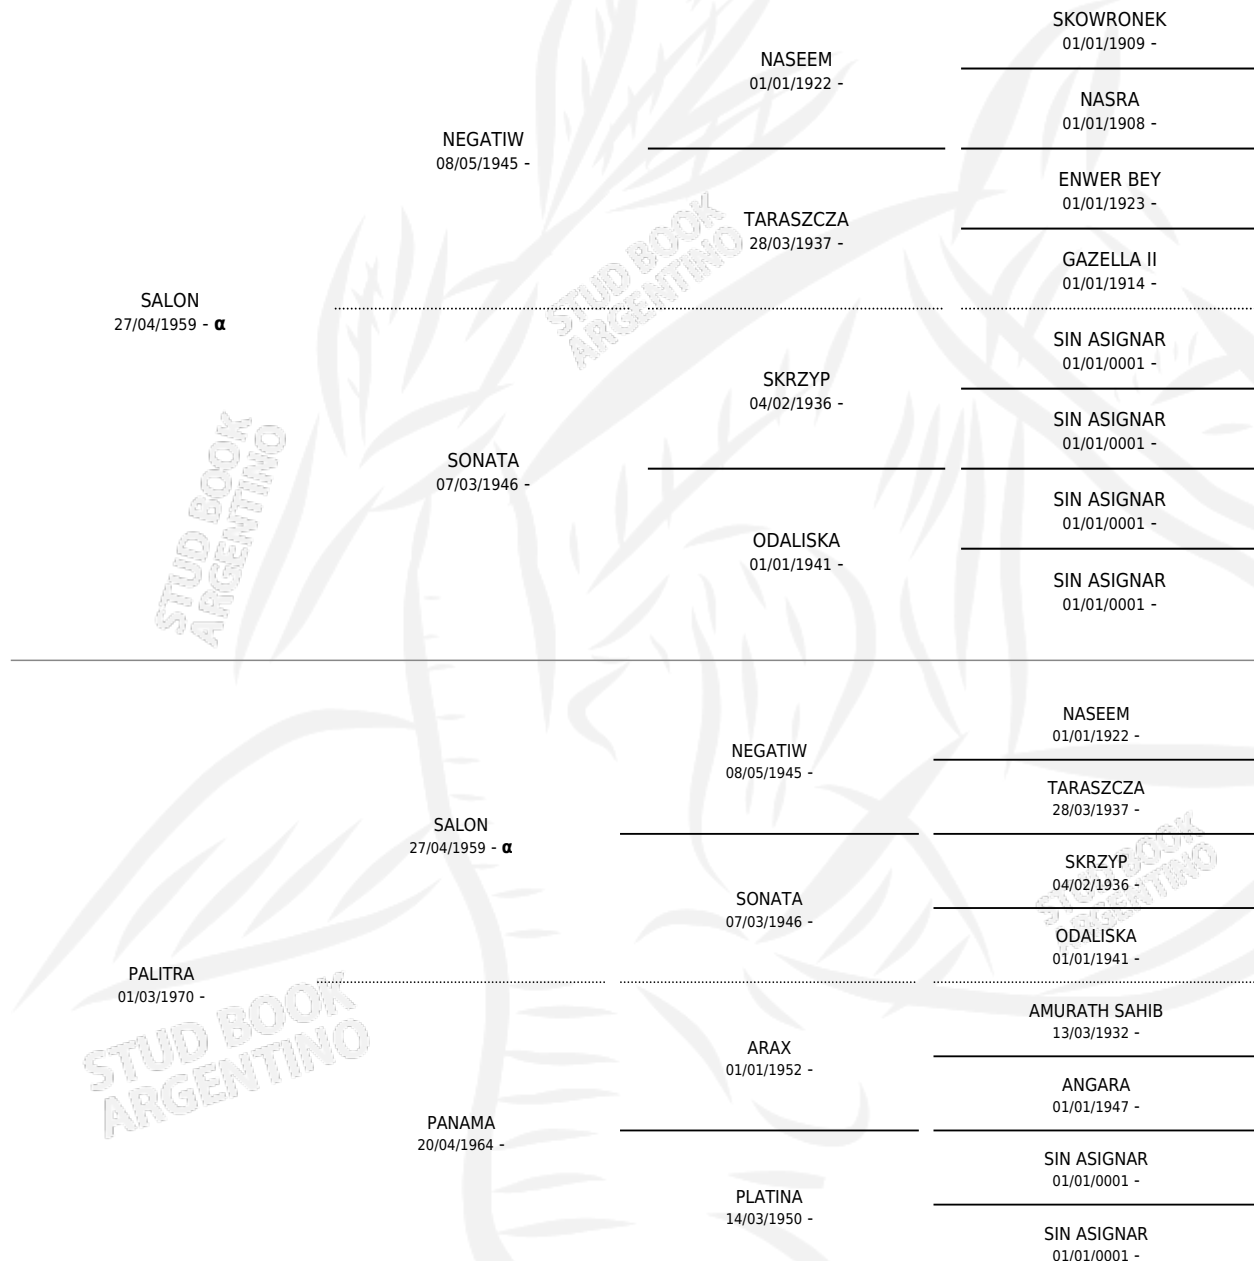 SKOWRONEK
01/01/1909 -
NASEEM
01/01/1922 -
NASRA
01/01/1908 -
NEGATIW
08/05/1945 -
ENWER BEY
01/01/1923 -
TARASZCZA
28/03/1937 -
GAZELLA II
01/01/1914 -
SALON
27/04/1959 - α
SIN ASIGNAR
01/01/0001 -
SKRZYP
04/02/1936 -
SIN ASIGNAR
01/01/0001 -
SONATA
07/03/1946 -
SIN ASIGNAR
01/01/0001 -
ODALISKA
01/01/1941 -
SIN ASIGNAR
01/01/0001 -
STUD BOOK
ARGENTINO
STUD BOOK
ARGENTINO
NASEEM
01/01/1922 -
NEGATIW
08/05/1945 -
TARASZCZA
28/03/1937 -
SALON
27/04/1959 - α
SKRZYP
04/02/1936 -
SONATA
07/03/1946 -
ODALISKA
01/01/1941 -
PALITRA
01/03/1970 -
AMURATH SAHIB
13/03/1932 -
ARAX
01/01/1952 -
ANGARA
01/01/1947 -
PANAMA
20/04/1964 -
SIN ASIGNAR
01/01/0001 -
PLATINA
14/03/1950 -
SIN ASIGNAR
01/01/0001 -
STUD BOOK
ARGENTINO
STUD BOOK
ARGENTINO